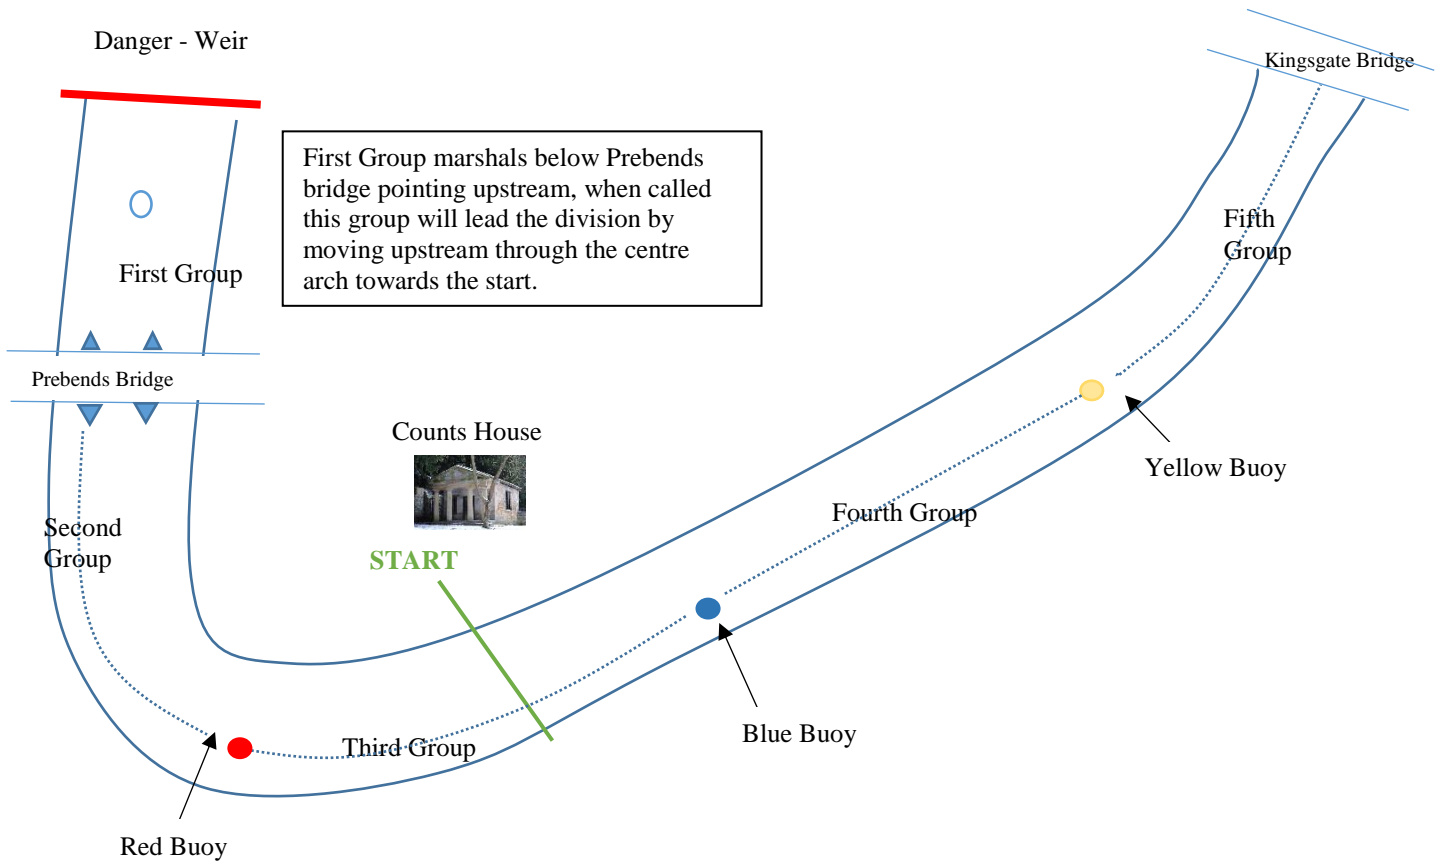 Danger - Weir
Kingsgate Bridge
First Group marshals below Prebends
bridge pointing upstream, when called
this group will lead the division by
moving upstream through the centre
arch towards the start.
First Group
Fifth
Group
Prebends Bridge
Counts House
Yellow Buoy
Second
Group
Fourth Group
START
Blue Buoy
Third Group
Red Buoy